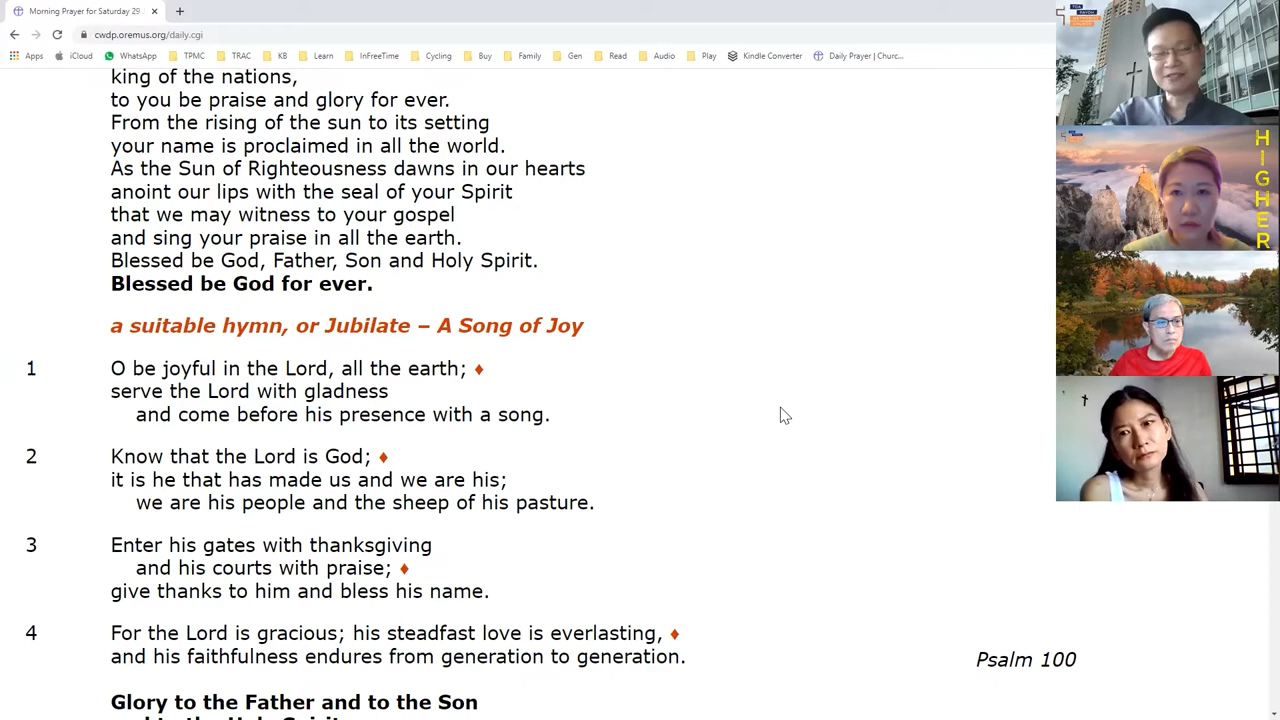 Morning Prayer for Saturday 29
cwdp.oremus.org/daily.cgi
Apps iCloud WhatsApp TPMC TRAC KB Learn InFreeTime Cycling Buy Family Gen Read Audio Play Kindle Converter Daily Prayer | Churc...
king of the nations,
to you be praise and glory for ever.
From the rising of the sun to its setting
your name is proclaimed in all the world.
As the Sun of Righteousness dawns in our hearts
anoint our lips with the seal of your Spirit
that we may witness to your gospel
and sing your praise in all the earth.
Blessed be God, Father, Son and Holy Spirit.
Blessed be God for ever.
a suitable hymn, or Jubilate – A Song of Joy
1 O be joyful in the Lord, all the earth; ♦
serve the Lord with gladness
and come before his presence with a song.
2 Know that the Lord is God; ♦
it is he that has made us and we are his;
we are his people and the sheep of his pasture.
3 Enter his gates with thanksgiving
and his courts with praise; ♦
give thanks to him and bless his name.
4 For the Lord is gracious; his steadfast love is everlasting, ♦
and his faithfulness endures from generation to generation.
Psalm 100
Glory to the Father and to the Son
and to the Holy Spirit
HIGHER